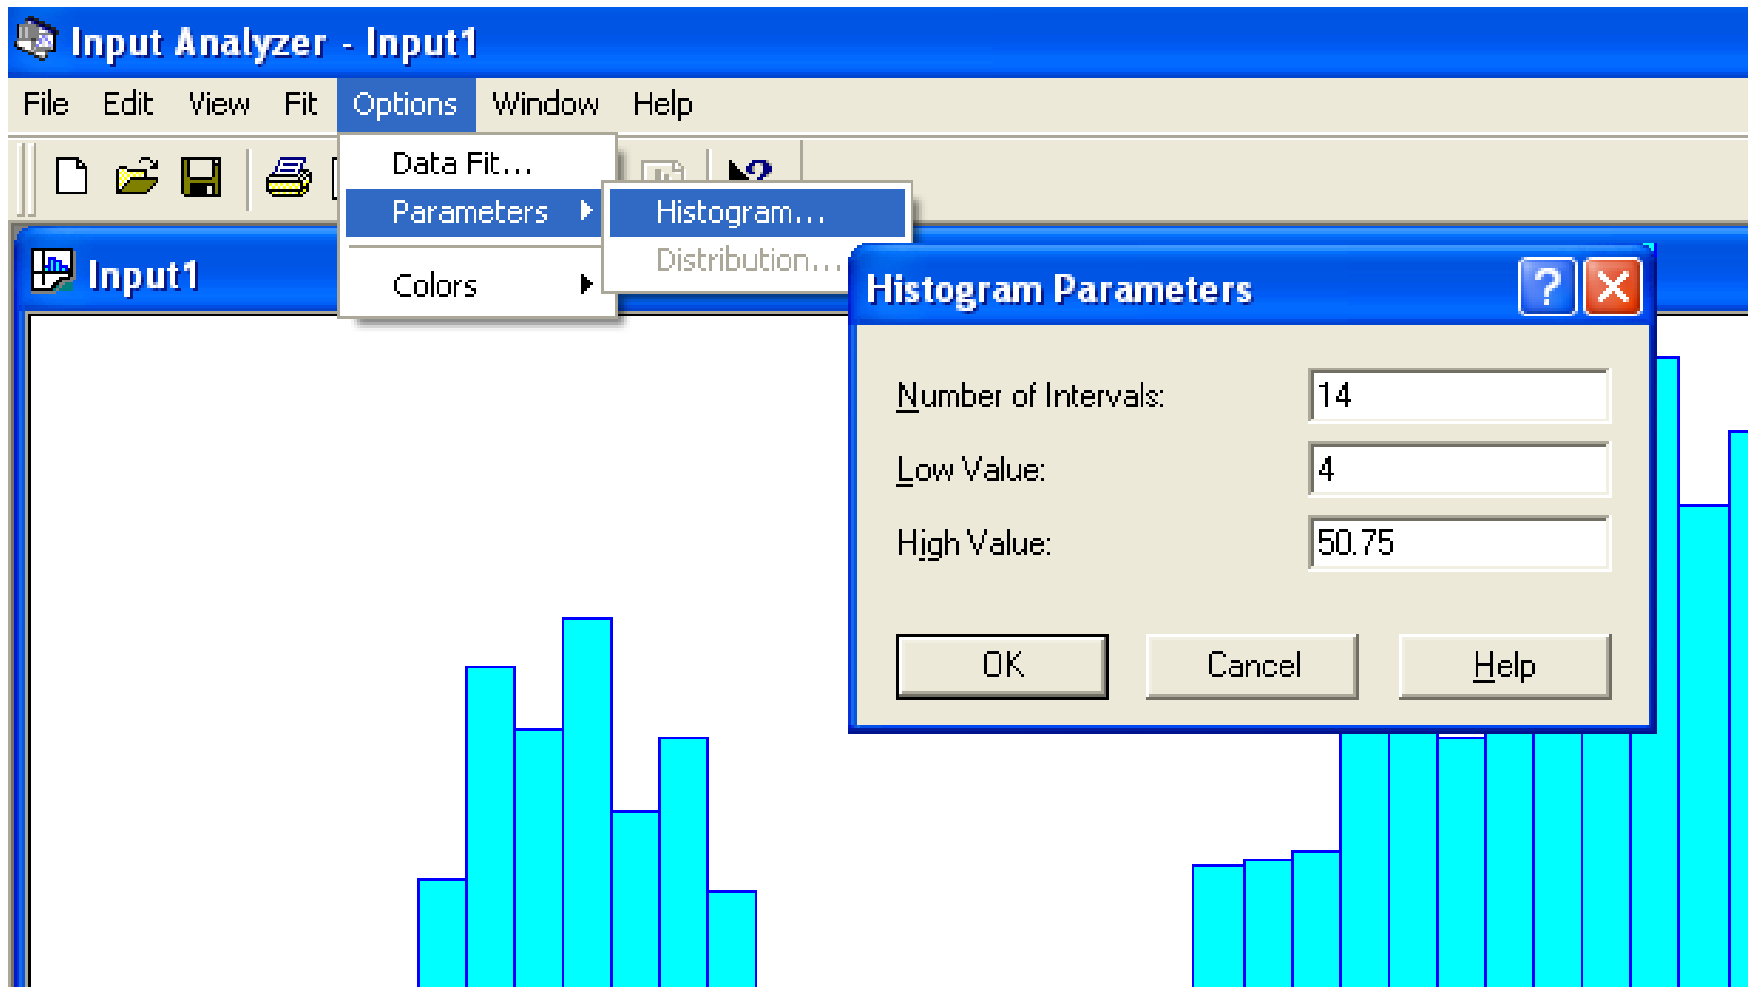 Input Analyzer - Input1
File Edit View Fit Options Window Help
Data Fit...
Parameters
Histogram...
Distribution...
Colors
Input1
Histogram Parameters
Number of Intervals: 14
Low Value: 4
High Value: 50.75
OK Cancel Help